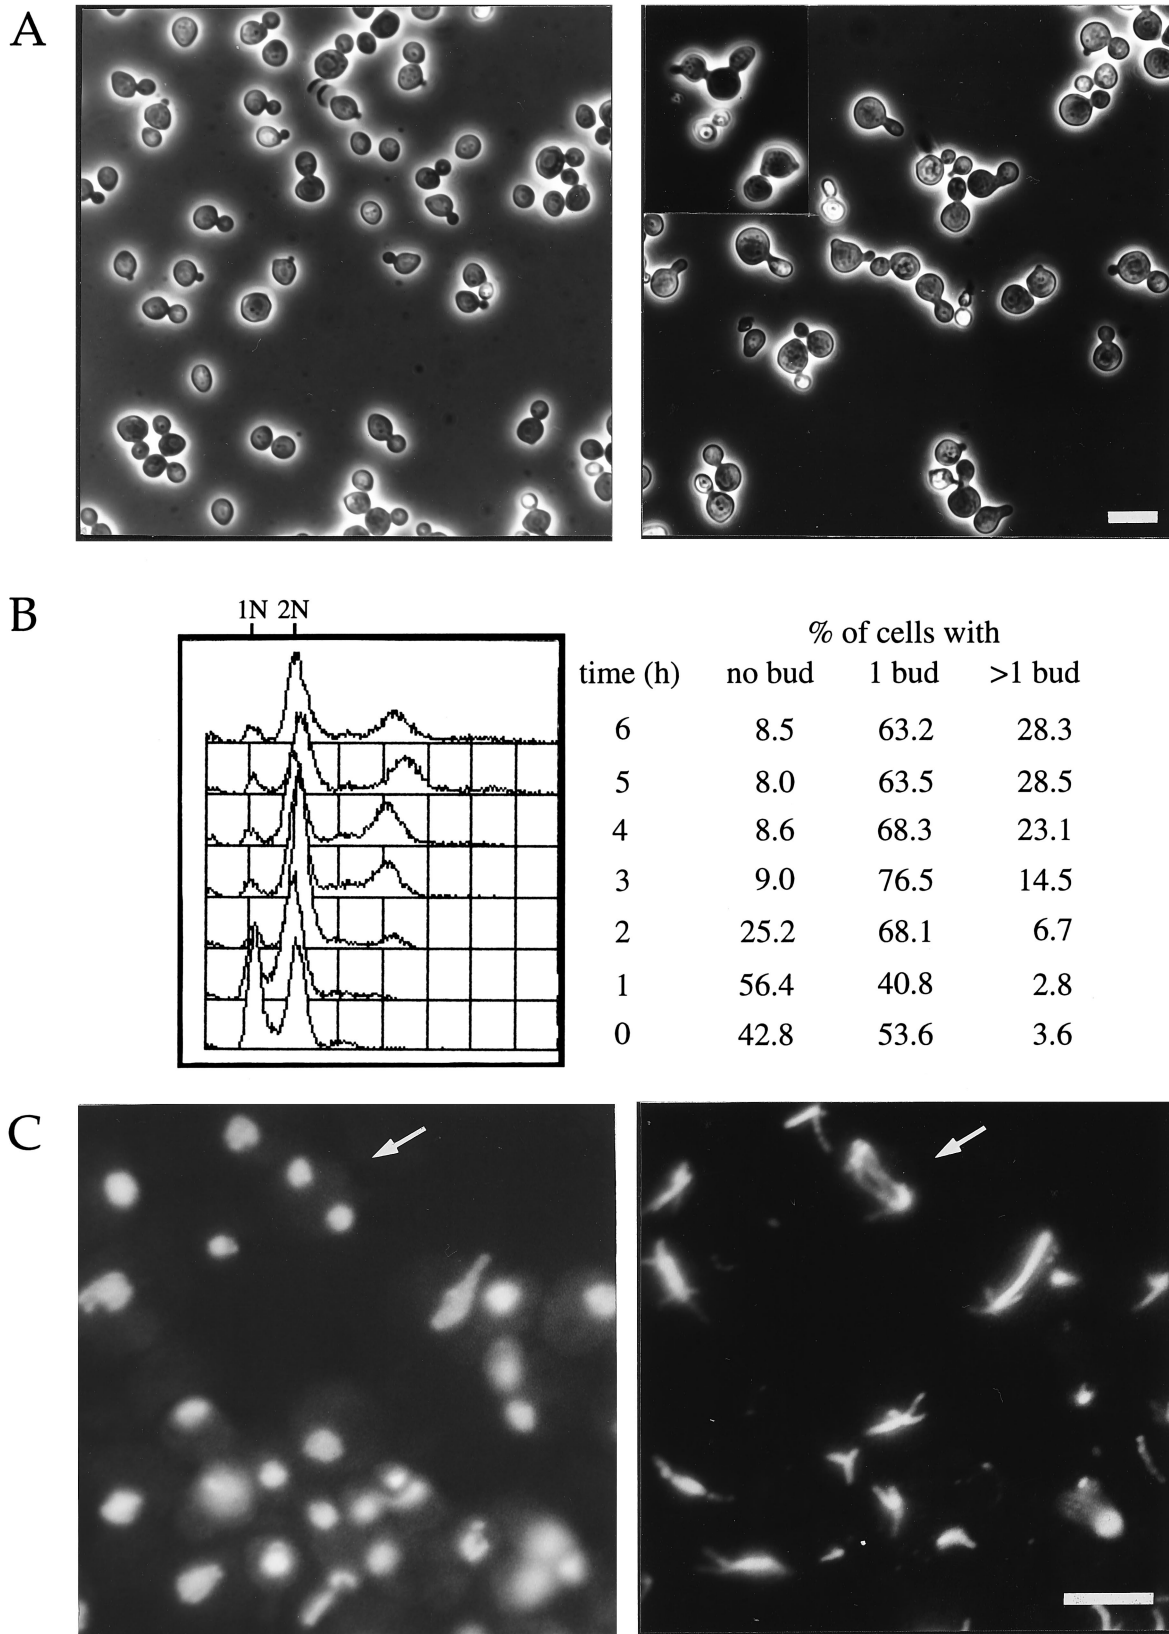 A
B
1N 2N
% of cells with
time (h) no bud 1 bud >1 bud
6 8.5 63.2 28.3
5 8.0 63.5 28.5
4 8.6 68.3 23.1
3 9.0 76.5 14.5
2 25.2 68.1 6.7
1 56.4 40.8 2.8
0 42.8 53.6 3.6
C